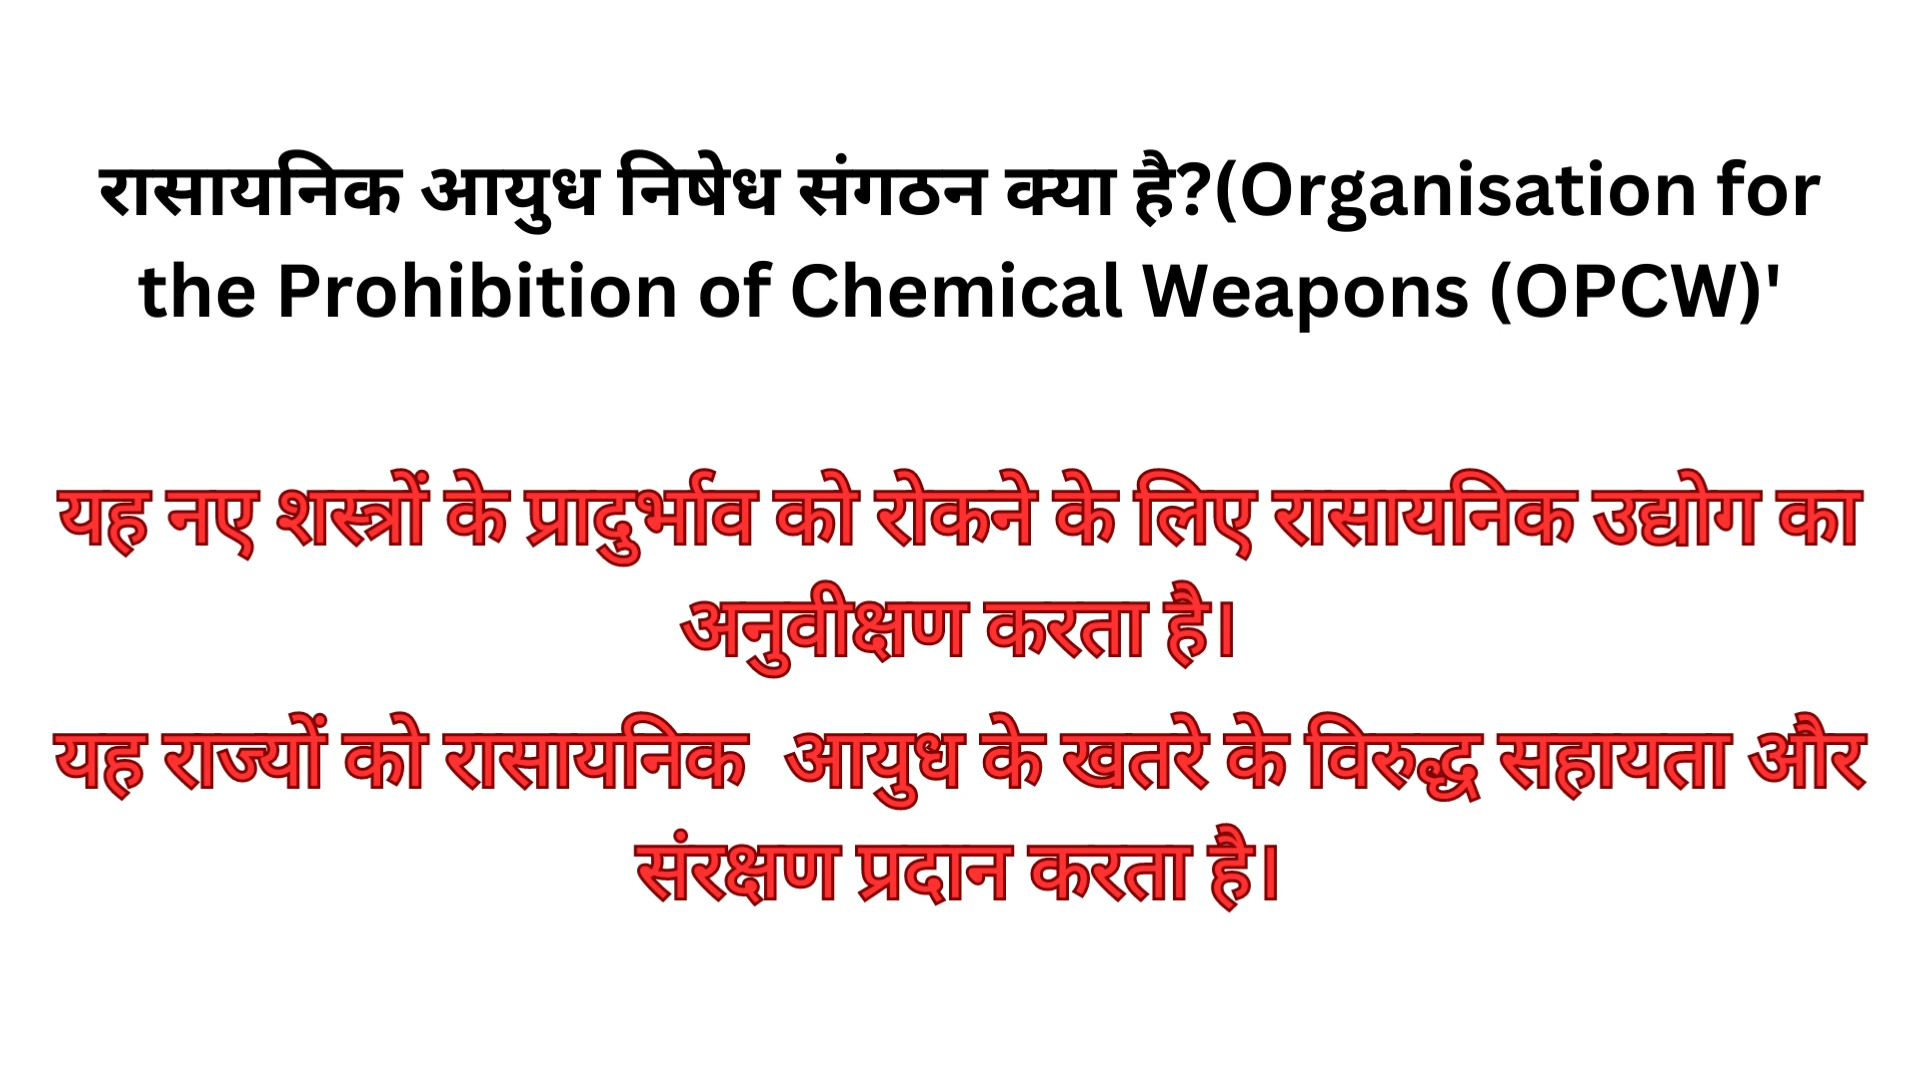 रासायनिक आयुध निषेध संगठन क्या है?(Organisation for
the Prohibition of Chemical Weapons (OPCW)'
यह नए शस्त्रों के प्रादुर्भाव को रोकने के लिए रासायनिक उद्योग का
अनुवीक्षण करता है।
यह राज्यों को रासायनिक  आयुध के खतरे के विरुद्ध सहायता और
संरक्षण प्रदान करता है।